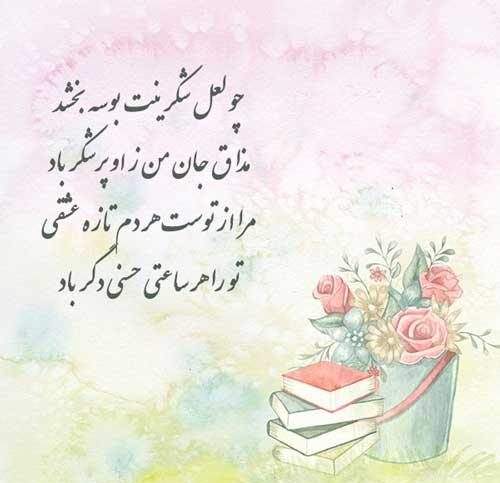 چو لعل شکرینت بوسه بخشد
مذاق جان من ز او پر شکر باد
مرا از توست هر دم تازه عشقی
تو را هر ساعتی حسنی دگر باد